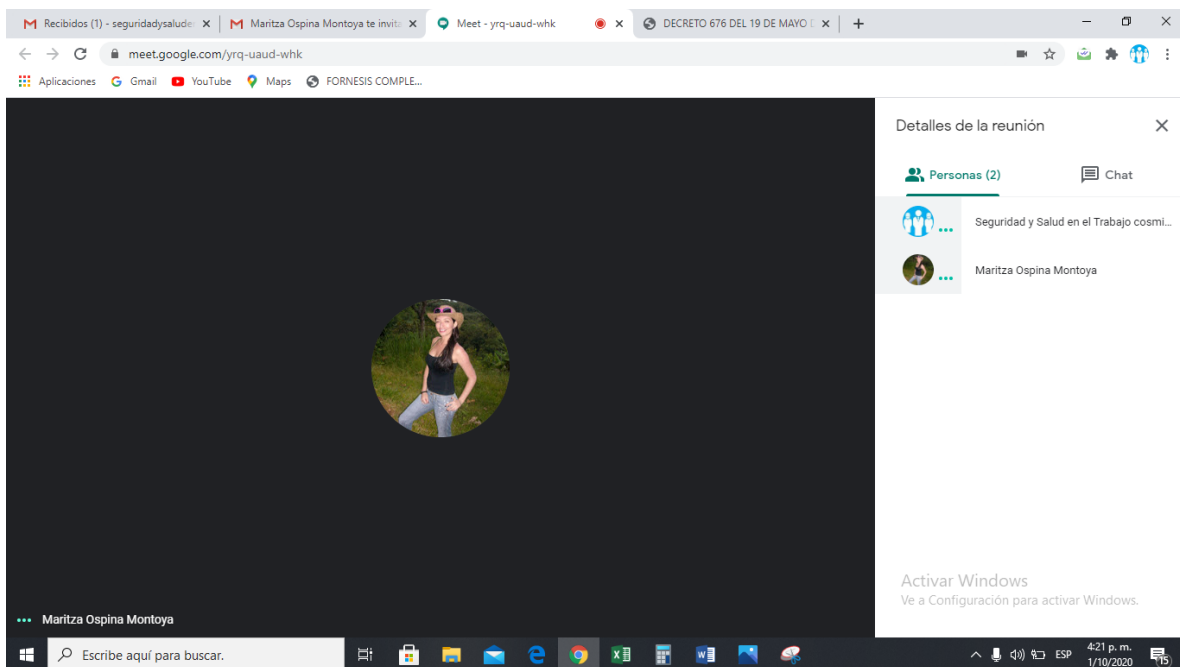 Recibidos (1) - seguridadysalude
Maritza Ospina Montoya te invita
Meet - yrq-uaud-whk
DECRETO 676 DEL 19 DE MAYO D
meet.google.com/yrq-uaud-whk
Aplicaciones
Gmail
YouTube
Maps
FORNESIS COMPLE...
Detalles de la reunión
Personas (2)
Chat
Seguridad y Salud en el Trabajo cosmi...
Maritza Ospina Montoya
Activar Windows
Ve a Configuración para activar Windows.
Maritza Ospina Montoya
Escribe aquí para buscar.
ESP
4:21 p. m.
1/10/2020
15